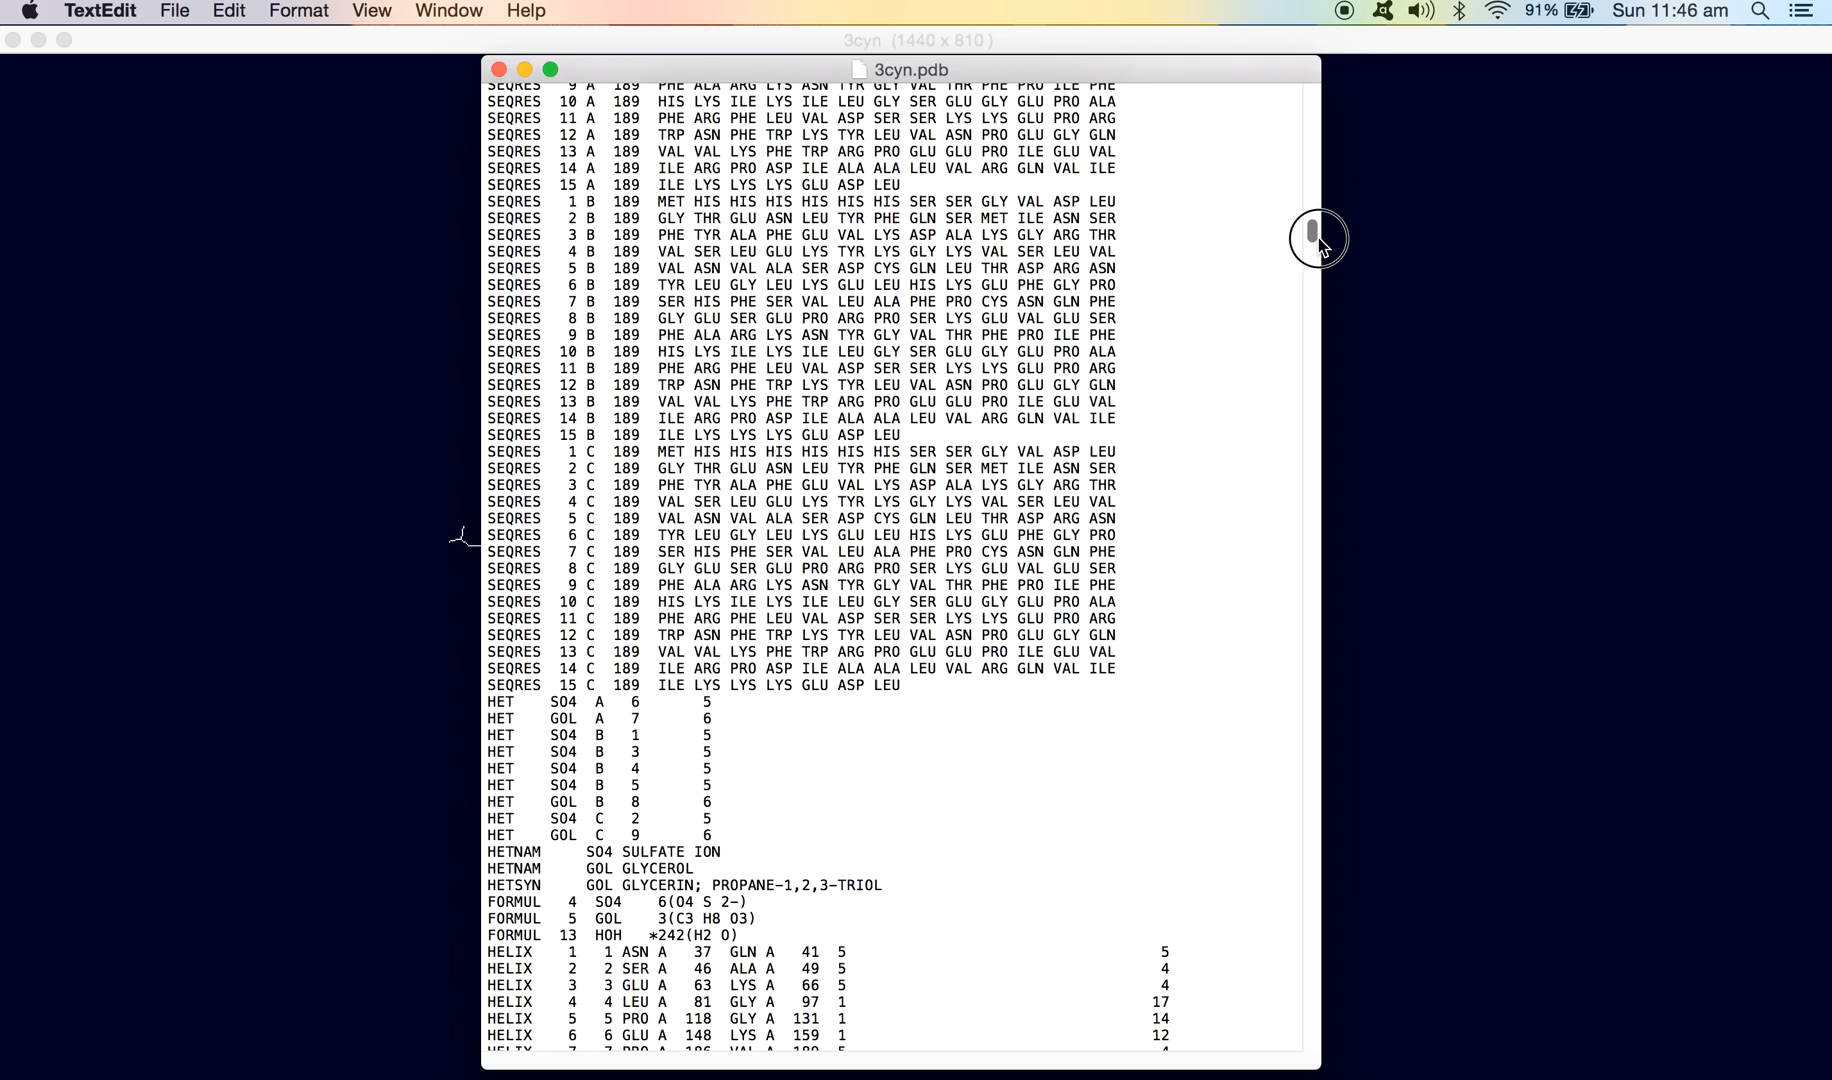 TextEdit File Edit Format View Window Help 91% Sun 11:46 am
3cyn (1440 x 810)
3cyn.pdb
SEQRES 9 A 189 PHE ALA ARG LYS ASN TYR GLY VAL THR PHE PRO ILE PHE
SEQRES 10 A 189 HIS LYS ILE LYS ILE LEU GLY SER GLU GLY GLU PRO ALA
SEQRES 11 A 189 PHE ARG PHE LEU VAL ASP SER SER LYS LYS GLU PRO ARG
SEQRES 12 A 189 TRP ASN PHE TRP LYS TYR LEU VAL ASN PRO GLU GLY GLN
SEQRES 13 A 189 VAL VAL LYS PHE TRP ARG PRO GLU GLU PRO ILE GLU VAL
SEQRES 14 A 189 ILE ARG PRO ASP ILE ALA ALA LEU VAL ARG GLN VAL ILE
SEQRES 15 A 189 ILE LYS LYS LYS GLU ASP LEU
SEQRES 1 B 189 MET HIS HIS HIS HIS HIS HIS SER SER GLY VAL ASP LEU
SEQRES 2 B 189 GLY THR GLU ASN LEU TYR PHE GLN SER MET ILE ASN SER
SEQRES 3 B 189 PHE TYR ALA PHE GLU VAL LYS ASP ALA LYS GLY ARG THR
SEQRES 4 B 189 VAL SER LEU GLU LYS TYR LYS GLY LYS VAL SER LEU VAL
SEQRES 5 B 189 VAL ASN VAL ALA SER ASP CYS GLN LEU THR ASP ARG ASN
SEQRES 6 B 189 TYR LEU GLY LEU LYS GLU LEU HIS LYS GLU PHE GLY PRO
SEQRES 7 B 189 SER HIS PHE SER VAL LEU ALA PHE PRO CYS ASN GLN PHE
SEQRES 8 B 189 GLY GLU SER GLU PRO ARG PRO SER LYS GLU VAL GLU SER
SEQRES 9 B 189 PHE ALA ARG LYS ASN TYR GLY VAL THR PHE PRO ILE PHE
SEQRES 10 B 189 HIS LYS ILE LYS ILE LEU GLY SER GLU GLY GLU PRO ALA
SEQRES 11 B 189 PHE ARG PHE LEU VAL ASP SER SER LYS LYS GLU PRO ARG
SEQRES 12 B 189 TRP ASN PHE TRP LYS TYR LEU VAL ASN PRO GLU GLY GLN
SEQRES 13 B 189 VAL VAL LYS PHE TRP ARG PRO GLU GLU PRO ILE GLU VAL
SEQRES 14 B 189 ILE ARG PRO ASP ILE ALA ALA LEU VAL ARG GLN VAL ILE
SEQRES 15 B 189 ILE LYS LYS LYS GLU ASP LEU
SEQRES 1 C 189 MET HIS HIS HIS HIS HIS HIS SER SER GLY VAL ASP LEU
SEQRES 2 C 189 GLY THR GLU ASN LEU TYR PHE GLN SER MET ILE ASN SER
SEQRES 3 C 189 PHE TYR ALA PHE GLU VAL LYS ASP ALA LYS GLY ARG THR
SEQRES 4 C 189 VAL SER LEU GLU LYS TYR LYS GLY LYS VAL SER LEU VAL
SEQRES 5 C 189 VAL ASN VAL ALA SER ASP CYS GLN LEU THR ASP ARG ASN
SEQRES 6 C 189 TYR LEU GLY LEU LYS GLU LEU HIS LYS GLU PHE GLY PRO
SEQRES 7 C 189 SER HIS PHE SER VAL LEU ALA PHE PRO CYS ASN GLN PHE
SEQRES 8 C 189 GLY GLU SER GLU PRO ARG PRO SER LYS GLU VAL GLU SER
SEQRES 9 C 189 PHE ALA ARG LYS ASN TYR GLY VAL THR PHE PRO ILE PHE
SEQRES 10 C 189 HIS LYS ILE LYS ILE LEU GLY SER GLU GLY GLU PRO ALA
SEQRES 11 C 189 PHE ARG PHE LEU VAL ASP SER SER LYS LYS GLU PRO ARG
SEQRES 12 C 189 TRP ASN PHE TRP LYS TYR LEU VAL ASN PRO GLU GLY GLN
SEQRES 13 C 189 VAL VAL LYS PHE TRP ARG PRO GLU GLU PRO ILE GLU VAL
SEQRES 14 C 189 ILE ARG PRO ASP ILE ALA ALA LEU VAL ARG GLN VAL ILE
SEQRES 15 C 189 ILE LYS LYS LYS GLU ASP LEU
HET SO4 A 6 5
HET GOL A 7 6
HET SO4 B 1 5
HET SO4 B 3 5
HET SO4 B 4 5
HET SO4 B 5 5
HET GOL B 8 6
HET SO4 C 2 5
HET GOL C 9 6
HETNAM SO4 SULFATE ION
HETNAM GOL GLYCEROL
HETSYN GOL GLYCERIN; PROPANE-1,2,3-TRIOL
FORMUL 4 SO4 6(O4 S 2-)
FORMUL 5 GOL 3(C3 H8 O3)
FORMUL 13 HOH *242(H2 O)
HELIX 1 1 ASN A 37 GLN A 41 5 5
HELIX 2 2 SER A 46 ALA A 49 5 4
HELIX 3 3 GLU A 63 LYS A 66 5 4
HELIX 4 4 LEU A 81 GLY A 97 1 17
HELIX 5 5 PRO A 118 GLY A 131 1 14
HELIX 6 6 GLU A 148 LYS A 159 1 12